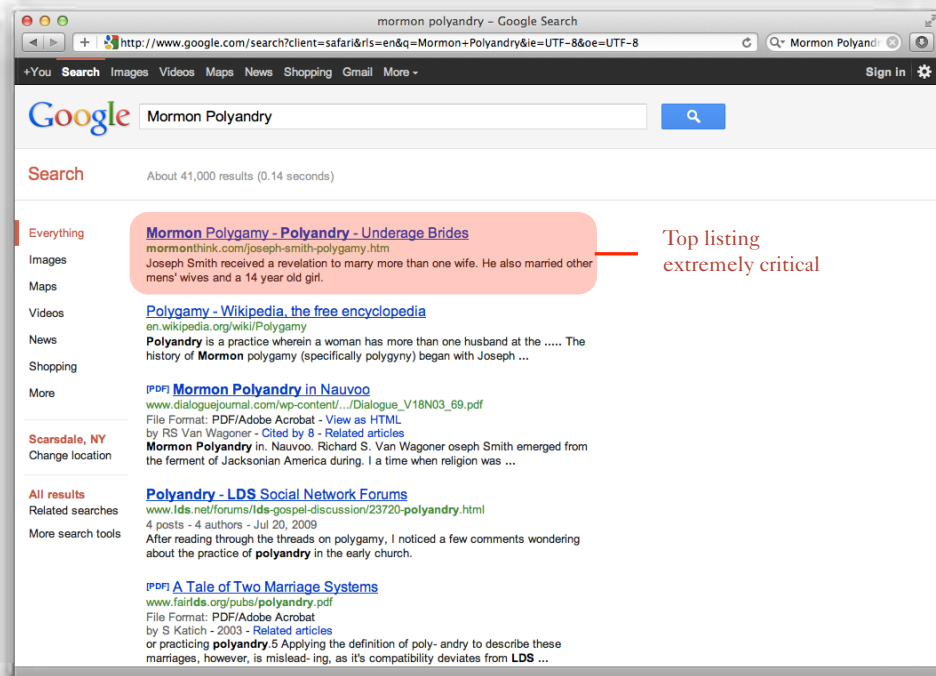 mormon polyandry – Google Search
http://www.google.com/search?client=safari&rls=en&q=Mormon+Polyandry&ie=UTF-8&oe=UTF-8
Mormon Polyand
+You Search Images Videos Maps News Shopping Gmail More Sign in
Google Mormon Polyandry
Search About 41,000 results (0.14 seconds)
Everything
Images
Maps
Videos
News
Shopping
More
Scarsdale, NY
Change location
All results
Related searches
More search tools
Mormon Polygamy - Polyandry - Underage Brides
mormonthink.com/joseph-smith-polygamy.htm
Joseph Smith received a revelation to marry more than one wife. He also married other
mens' wives and a 14 year old girl.
Top listing
extremely critical
Polygamy - Wikipedia, the free encyclopedia
en.wikipedia.org/wiki/Polygamy
Polyandry is a practice wherein a woman has more than one husband at the ..... The
history of Mormon polygamy (specifically polygyny) began with Joseph ...
[PDF] Mormon Polyandry in Nauvoo
www.dialoguejournal.com/wp-content/.../Dialogue_V18N03_69.pdf
File Format: PDF/Adobe Acrobat - View as HTML
by RS Van Wagoner - Cited by 8 - Related articles
Mormon Polyandry in. Nauvoo. Richard S. Van Wagoner oseph Smith emerged from
the ferment of Jacksonian America during. I a time when religion was ...
Polyandry - LDS Social Network Forums
www.lds.net/forums/lds-gospel-discussion/23720-polyandry.html
4 posts - 4 authors - Jul 20, 2009
After reading through the threads on polygamy, I noticed a few comments wondering
about the practice of polyandry in the early church.
[PDF] A Tale of Two Marriage Systems
www.fairlds.org/pubs/polyandry.pdf
File Format: PDF/Adobe Acrobat
by S Katich - 2003 - Related articles
or practicing polyandry.5 Applying the definition of poly- andry to describe these
marriages, however, is mislead- ing, as it's compatibility deviates from LDS ...